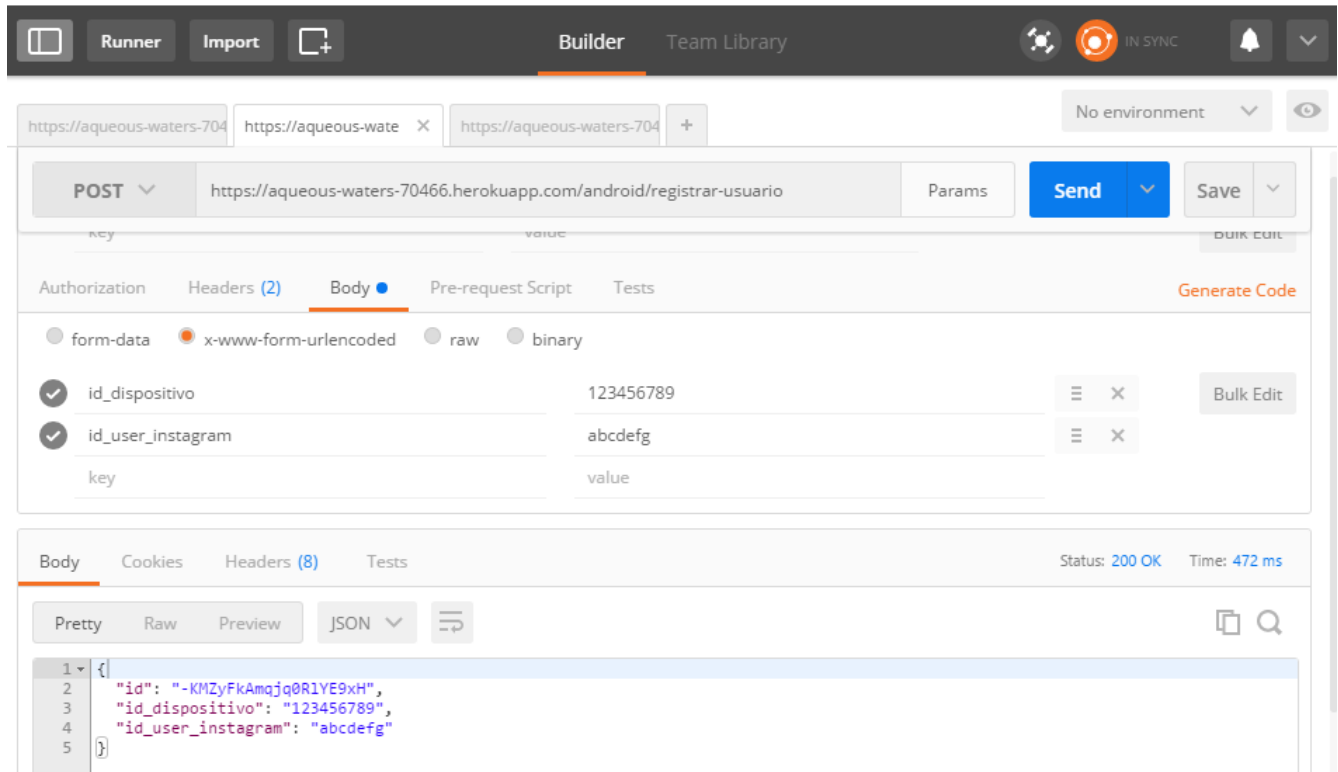 Runner Import Builder Team Library IN SYNC
https://aqueous-waters-704 https://aqueous-wate https://aqueous-waters-704 + No environment
POST https://aqueous-waters-70466.herokuapp.com/android/registrar-usuario Params Send Save
key value Bulk Edit
Authorization Headers (2) Body Pre-request Script Tests Generate Code
form-data x-www-form-urlencoded raw binary
id_dispositivo 123456789 Bulk Edit
id_user_instagram abcdefg
key value
Body Cookies Headers (8) Tests Status: 200 OK Time: 472 ms
Pretty Raw Preview JSON
1 {
2 "id": "-KMZyFkAmqjq0RlYE9xH",
3 "id_dispositivo": "123456789",
4 "id_user_instagram": "abcdefg"
5 }